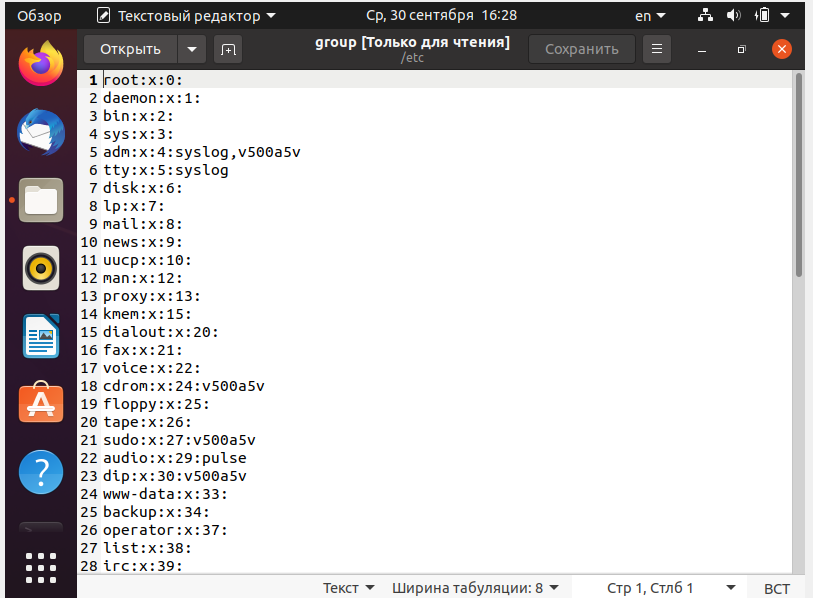 Обзор Текстовый редактор Ср, 30 сентября 16:28 en
Открыть group [Только для чтения] Сохранить
/etc
1 root:x:0:
2 daemon:x:1:
3 bin:x:2:
4 sys:x:3:
5 adm:x:4:syslog,v500a5v
6 tty:x:5:syslog
7 disk:x:6:
8 lp:x:7:
9 mail:x:8:
10 news:x:9:
11 uucp:x:10:
12 man:x:12:
13 proxy:x:13:
14 kmem:x:15:
15 dialout:x:20:
16 fax:x:21:
17 voice:x:22:
18 cdrom:x:24:v500a5v
19 floppy:x:25:
20 tape:x:26:
21 sudo:x:27:v500a5v
22 audio:x:29:pulse
23 dip:x:30:v500a5v
24 www-data:x:33:
25 backup:x:34:
26 operator:x:37:
27 list:x:38:
28 irc:x:39:
Текст Ширина табуляции: 8 Стр 1, Стлб 1 ВСТ